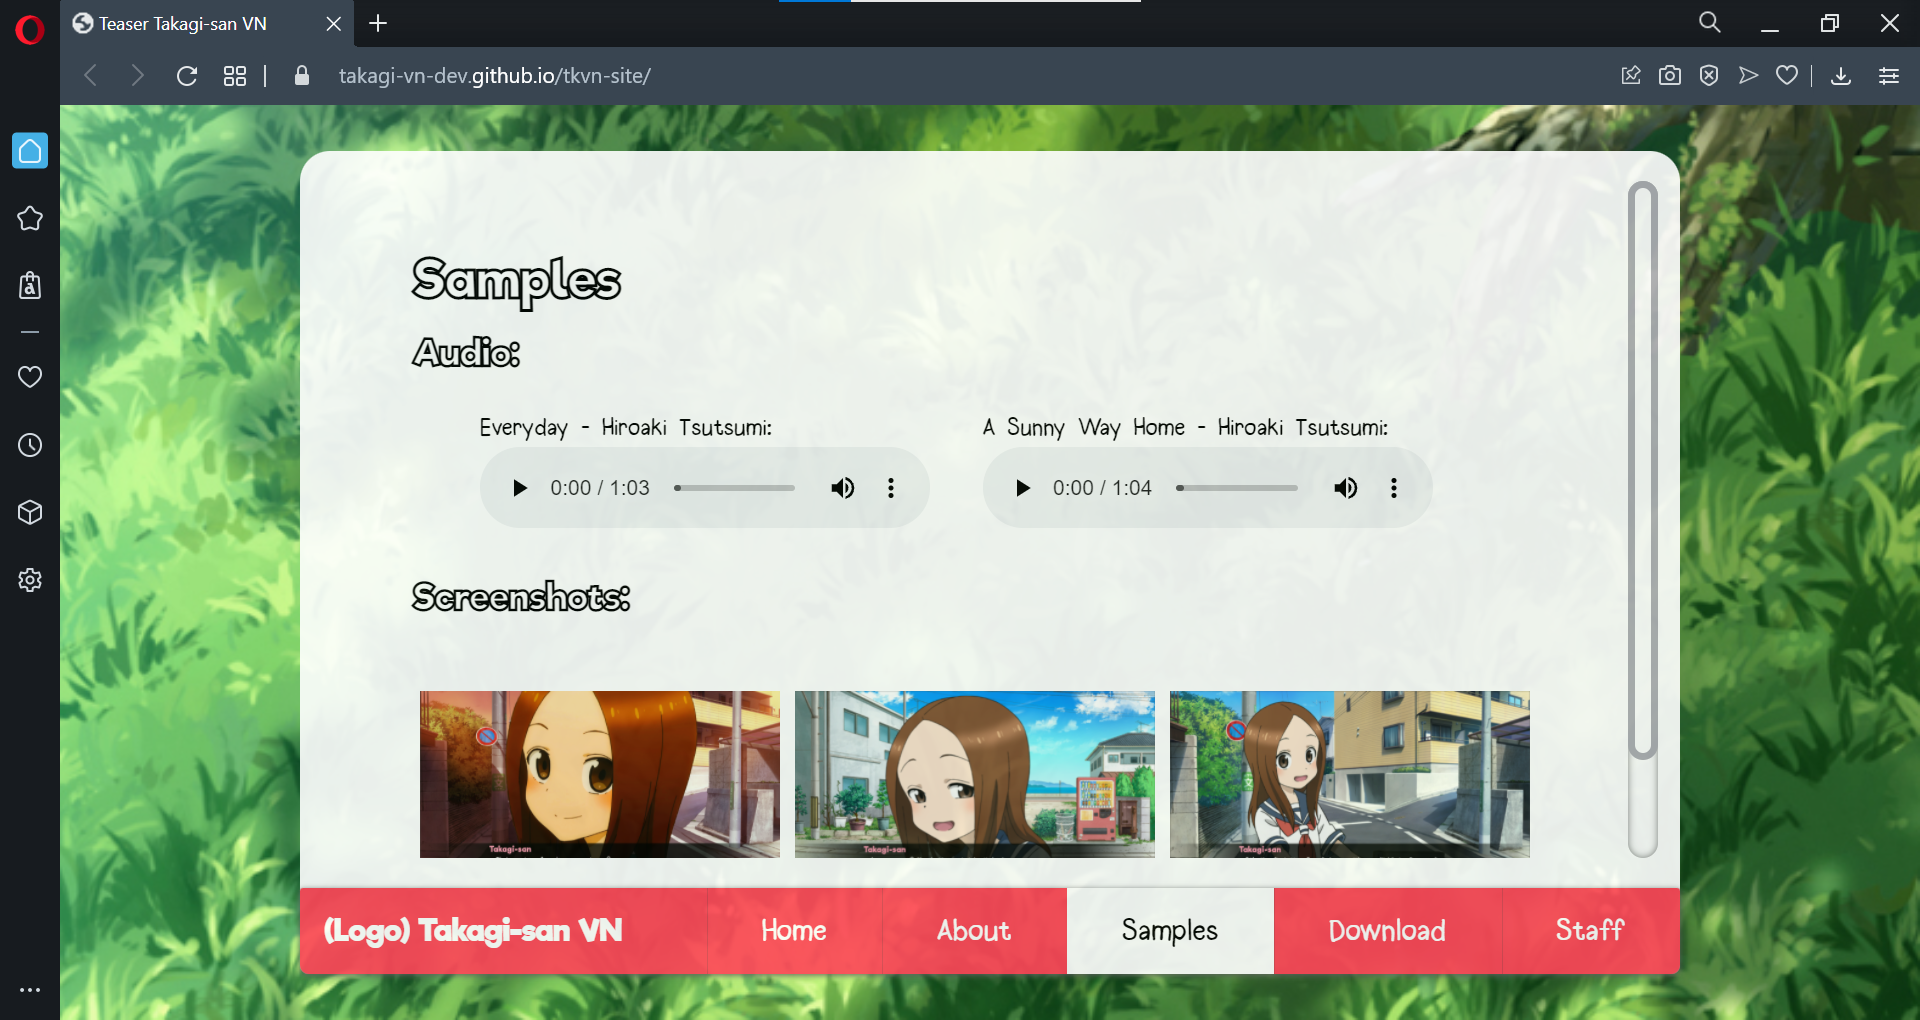 Teaser Takagi-san VN
takagi-vn-dev.github.io/tkvn-site/
Samples
Audio:
Everyday - Hiroaki Tsutsumi:
A Sunny Way Home - Hiroaki Tsutsumi:
0:00 / 1:03
0:00 / 1:04
Screenshots:
Takagi-san
Takagi-san
Takagi-san
(Logo) Takagi-san VN
Home
About
Samples
Download
Staff